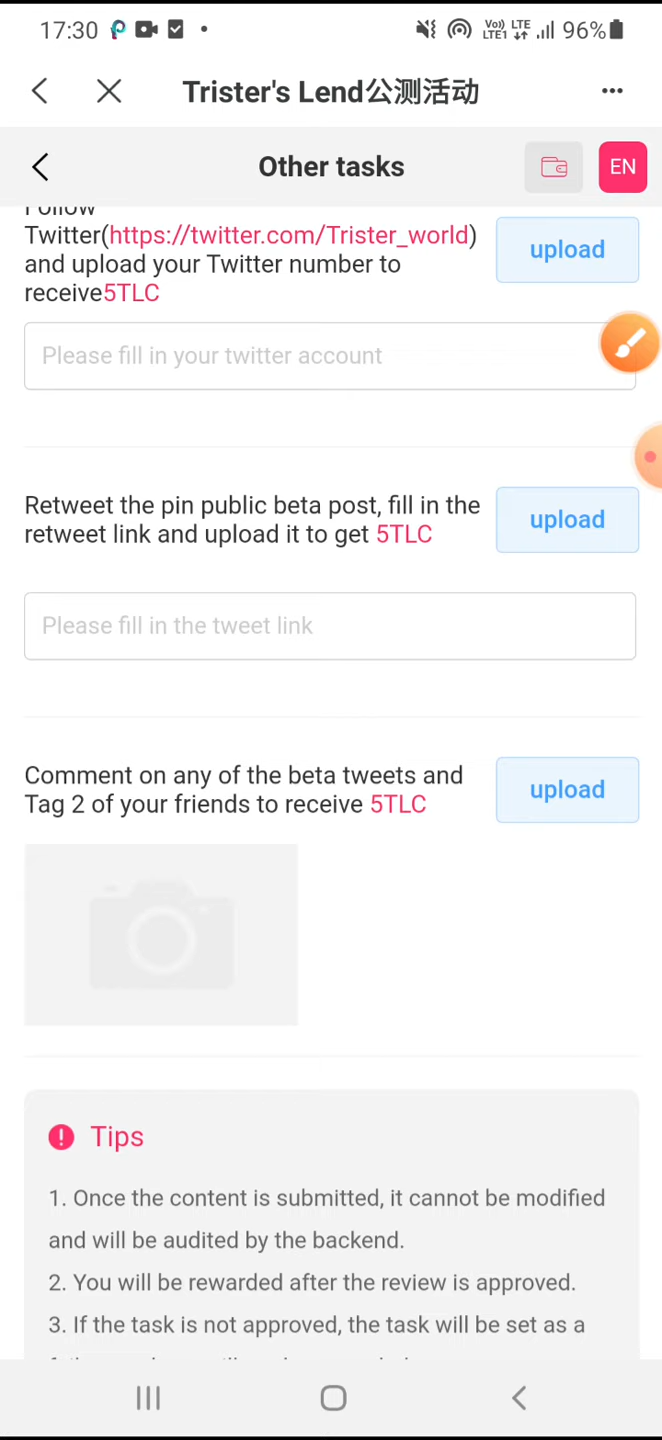 17:30 Vo)) LTE LTE1 96%
Trister's Lend公测活动
Other tasks EN
Follow
Twitter(https://twitter.com/Trister_world)
and upload your Twitter number to
receive5TLC
upload
Please fill in your twitter account
Retweet the pin public beta post, fill in the
retweet link and upload it to get 5TLC
upload
Please fill in the tweet link
Comment on any of the beta tweets and
Tag 2 of your friends to receive 5TLC
upload
Tips
1. Once the content is submitted, it cannot be modified
and will be audited by the backend.
2. You will be rewarded after the review is approved.
3. If the task is not approved, the task will be set as a